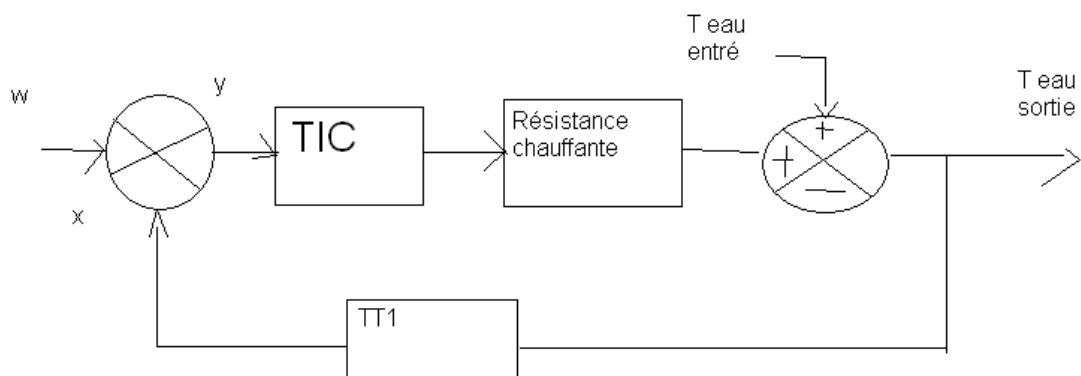 T eau
entré
T eau
sortie
w
y
TIC
Résistance
chauffante
+
+
−
x
TT1